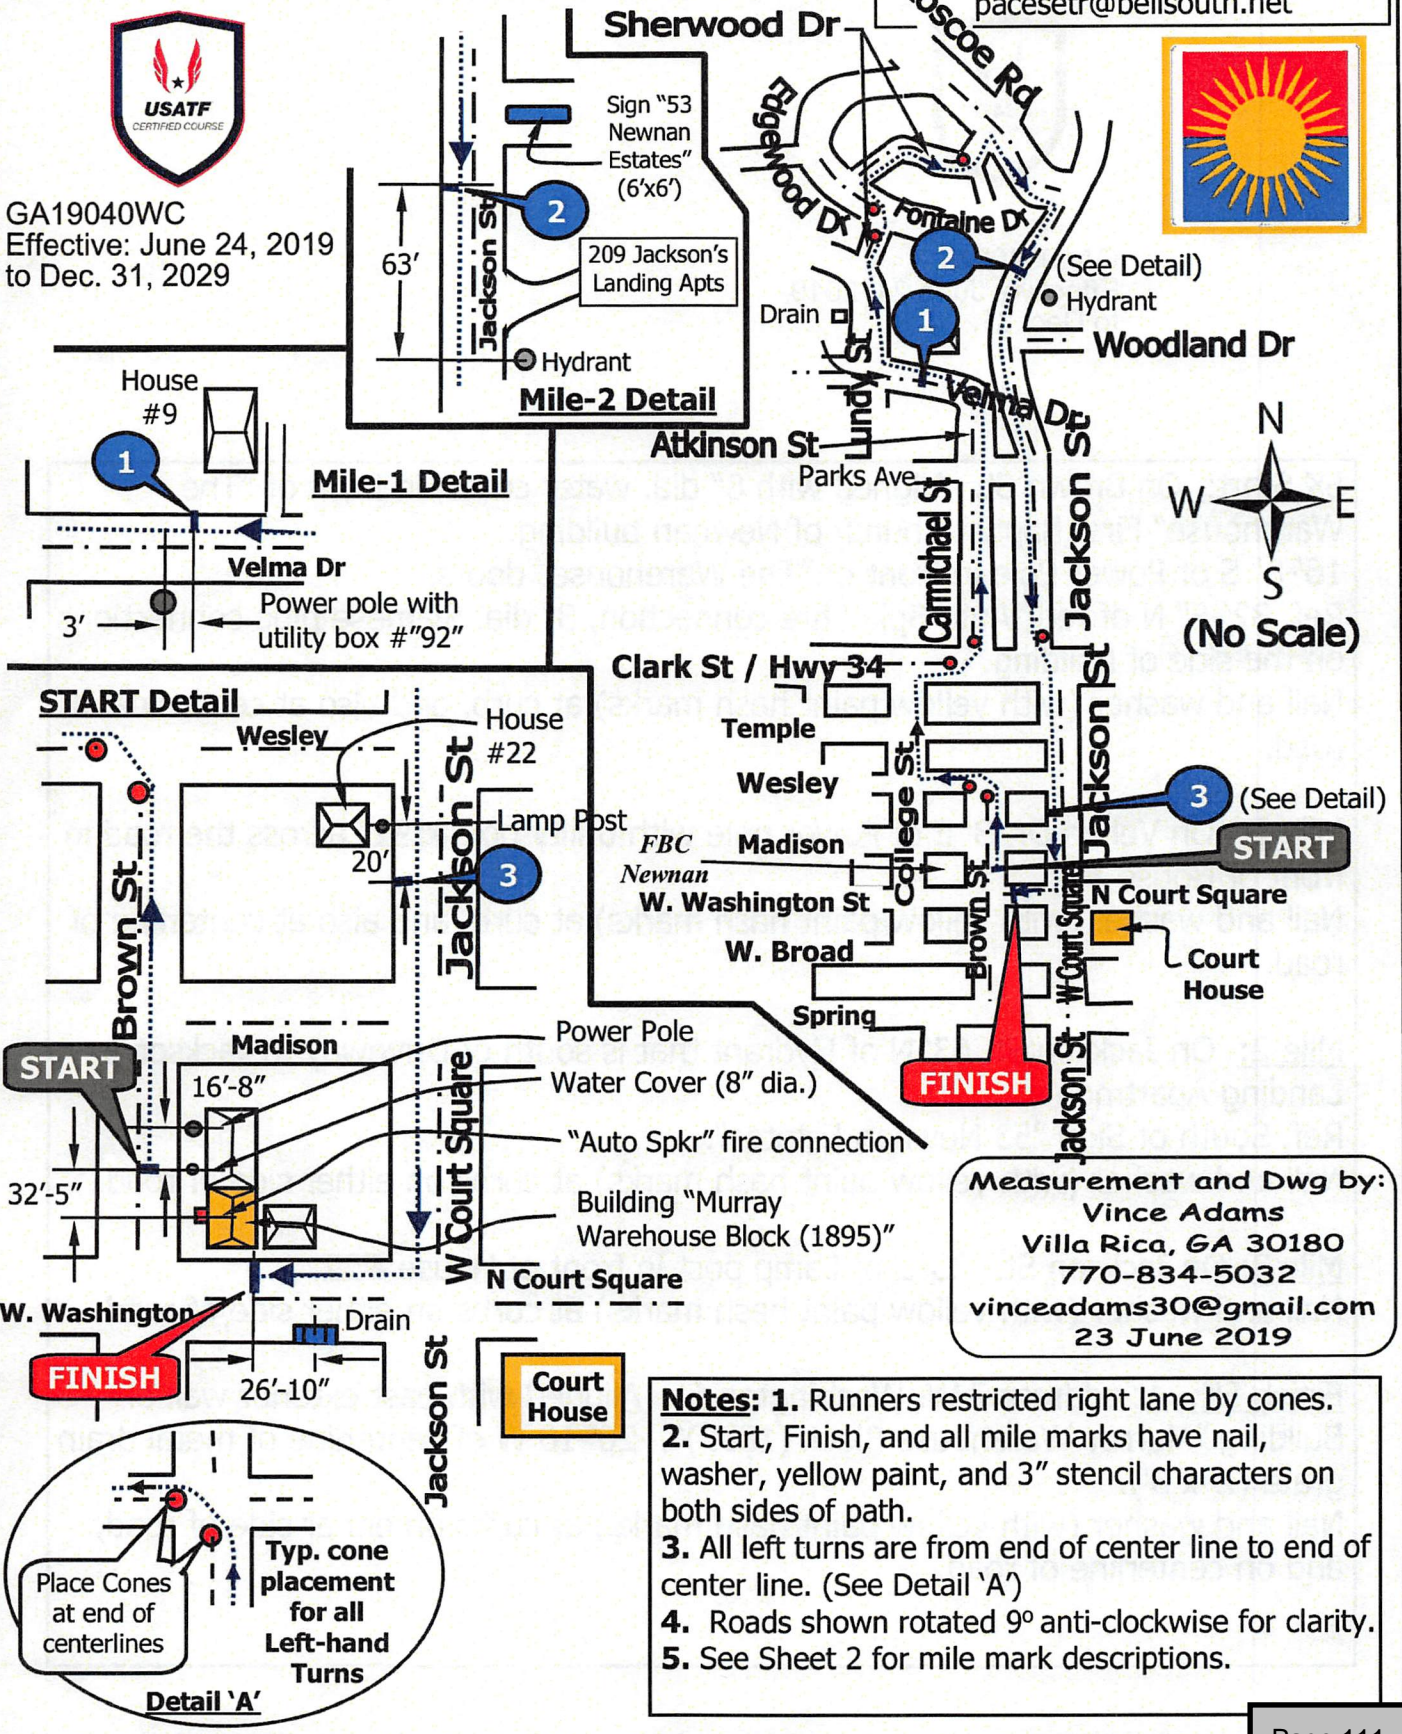 pacesetr@bellsouth.net
USATF
CERTIFIED COURSE
GA19040WC
Effective: June 24, 2019
to Dec. 31, 2029
Sign “53
Newnan
Estates”
(6’x6’)
2
63’
Jackson St
209 Jackson's
Landing Apts
Hydrant
Mile-2 Detail
Sherwood Dr
Roscoe Rd
Edgewood Dr
Fontaine Dr
2
(See Detail)
Hydrant
Drain
1
Woodland Dr
Lundy St
Velma Dr
Atkinson St
Parks Ave
Carmichael St
Jackson St
N
W
E
S
(No Scale)
House
#9
1
Mile-1 Detail
Velma Dr
3’
Power pole with
utility box #”92”
Clark St / Hwy 34
Temple
Wesley
College St
Jackson St
3
(See Detail)
START
FBC
Newnan
Madison
W. Washington St
Brown St
N Court Square
W. Broad
W Court Square
Court
House
Spring
FINISH
Jackson St
START Detail
Wesley
House
#22
Jackson St
Lamp Post
20’
3
Brown St
Madison
START
16’-8”
Power Pole
Water Cover (8” dia.)
“Auto Spkr” fire connection
32’-5”
Building “Murray
Warehouse Block (1895)”
W Court Square
N Court Square
W. Washington
Drain
FINISH
26’-10”
Jackson St
Court
House
Place Cones
at end of
centerlines
Typ. cone
placement
for all
Left-hand
Turns
Detail ‘A’
Measurement and Dwg by:
Vince Adams
Villa Rica, GA 30180
770-834-5032
vinceadams30@gmail.com
23 June 2019
Notes: 1. Runners restricted right lane by cones.
2. Start, Finish, and all mile marks have nail,
washer, yellow paint, and 3” stencil characters on
both sides of path.
3. All left turns are from end of center line to end of
center line. (See Detail ‘A’)
4. Roads shown rotated 9º anti-clockwise for clarity.
5. See Sheet 2 for mile mark descriptions.